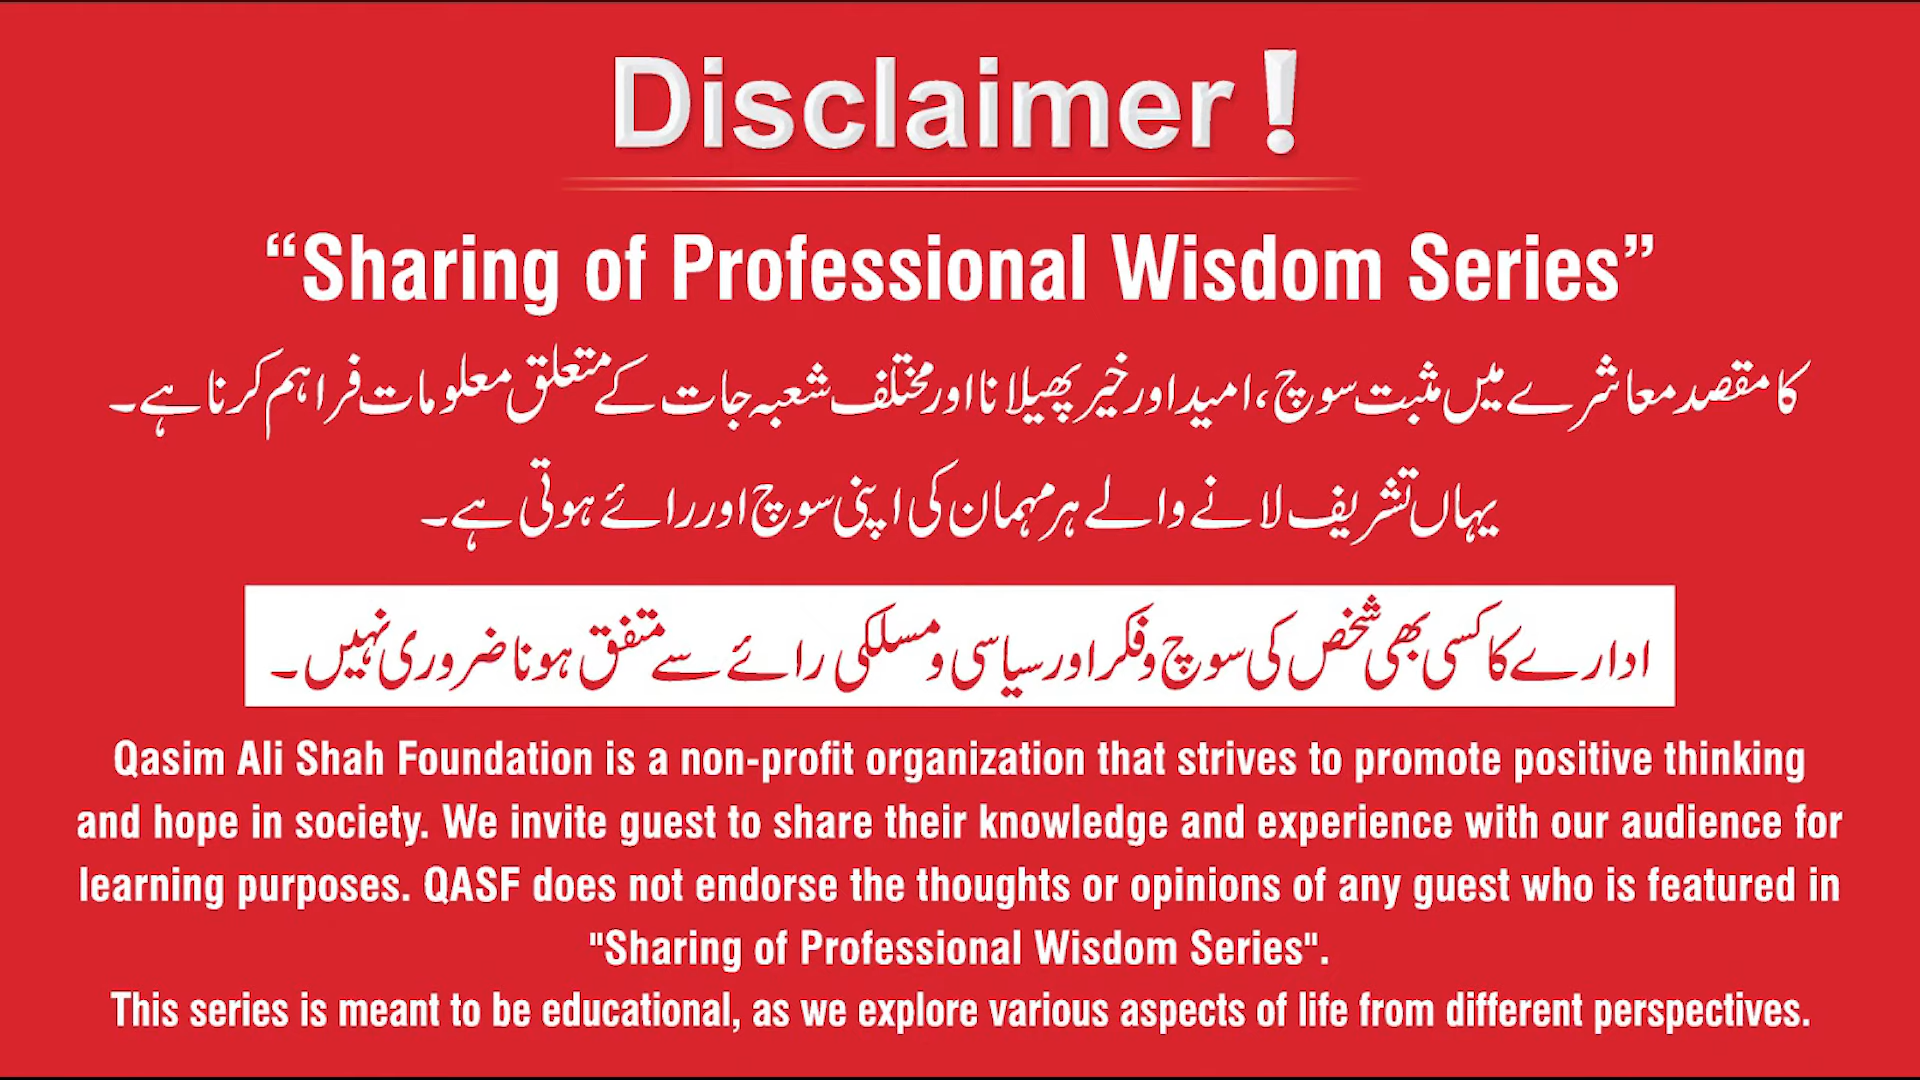 Disclaimer!
“Sharing of Professional Wisdom Series”
کا مقصد معاشرے میں مثبت سوچ، امید اور خیر پھیلانا اور مختلف شعبہ جات کے متعلق معلومات فراہم کرنا ہے۔
یہاں تشریف لانے والے ہر مہمان کی اپنی سوچ اور رائے ہوتی ہے۔
ادارے کا کسی بھی شخص کی سوچ و فکر اور سیاسی و مسلکی رائے سے متفق ہونا ضروری نہیں۔
Qasim Ali Shah Foundation is a non-profit organization that strives to promote positive thinking
and hope in society. We invite guest to share their knowledge and experience with our audience for
learning purposes. QASF does not endorse the thoughts or opinions of any guest who is featured in
"Sharing of Professional Wisdom Series".
This series is meant to be educational, as we explore various aspects of life from different perspectives.